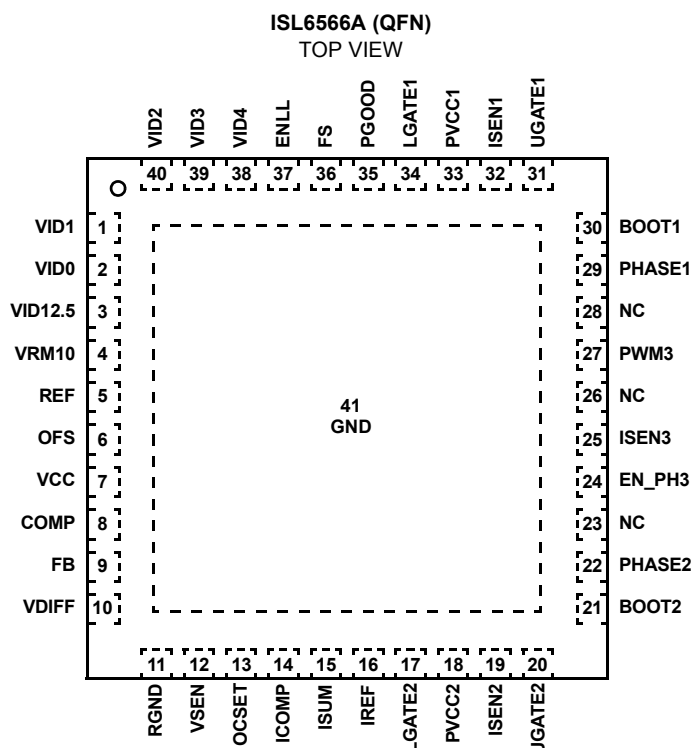 ISL6566A (QFN)
TOP VIEW
VID2
VID3
VID4
ENLL
FS
PGOOD
LGATE1
PVCC1
ISEN1
UGATE1
40 39 38 37 36 35 34 33 32 31
VID1 1
VID0 2
VID12.5 3
VRM10 4
REF 5
OFS 6
VCC 7
COMP 8
FB 9
VDIFF 10
41
GND
30 BOOT1
29 PHASE1
28 NC
27 PWM3
26 NC
25 ISEN3
24 EN_PH3
23 NC
22 PHASE2
21 BOOT2
11 12 13 14 15 16 17 18 19 20
RGND
VSEN
OCSET
ICOMP
ISUM
IREF
LGATE2
PVCC2
ISEN2
UGATE2